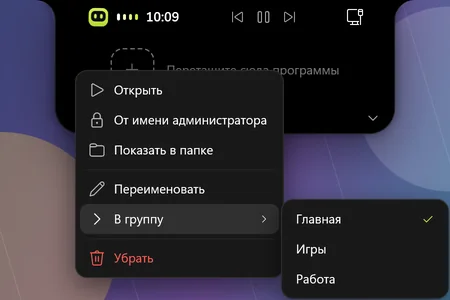 10:09
Перетащите сюда программы
Открыть
От имени администратора
Показать в папке
Переименовать
В группу
Главная
Игры
Убрать
Работа